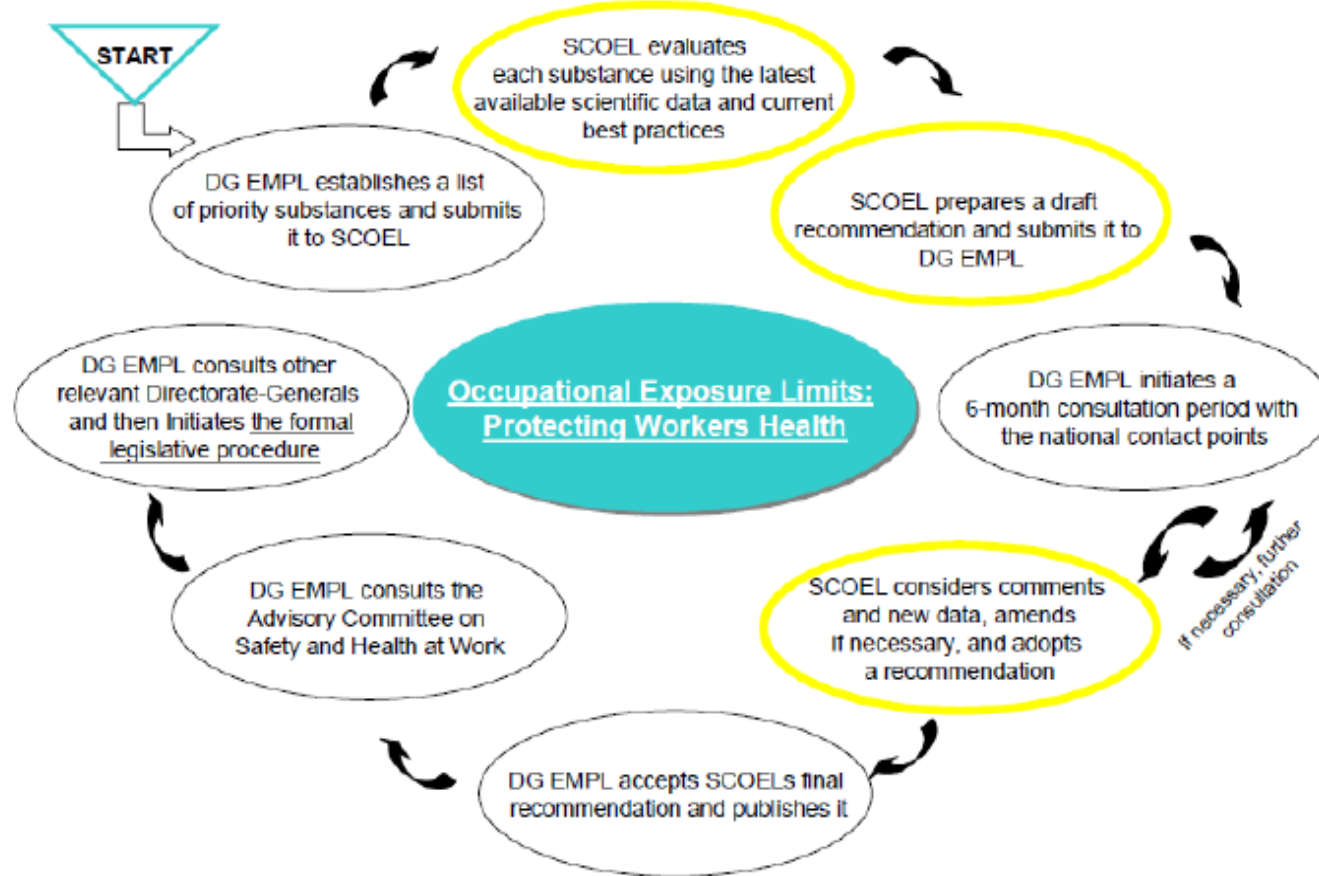 START
DG EMPL establishes a list
of priority substances and submits
it to SCOEL
SCOEL evaluates
each substance using the latest
available scientific data and current
best practices
SCOEL prepares a draft
recommendation and submits it to
DG EMPL
DG EMPL initiates a
6-month consultation period with
the national contact points
If necessary, further
consultation
SCOEL considers comments
and new data, amends
if necessary, and adopts
a recommendation
DG EMPL accepts SCOELs final
recommendation and publishes it
DG EMPL consults the
Advisory Committee on
Safety and Health at Work
DG EMPL consults other
relevant Directorate-Generals
and then Initiates the formal
legislative procedure
Occupational Exposure Limits:
Protecting Workers Health